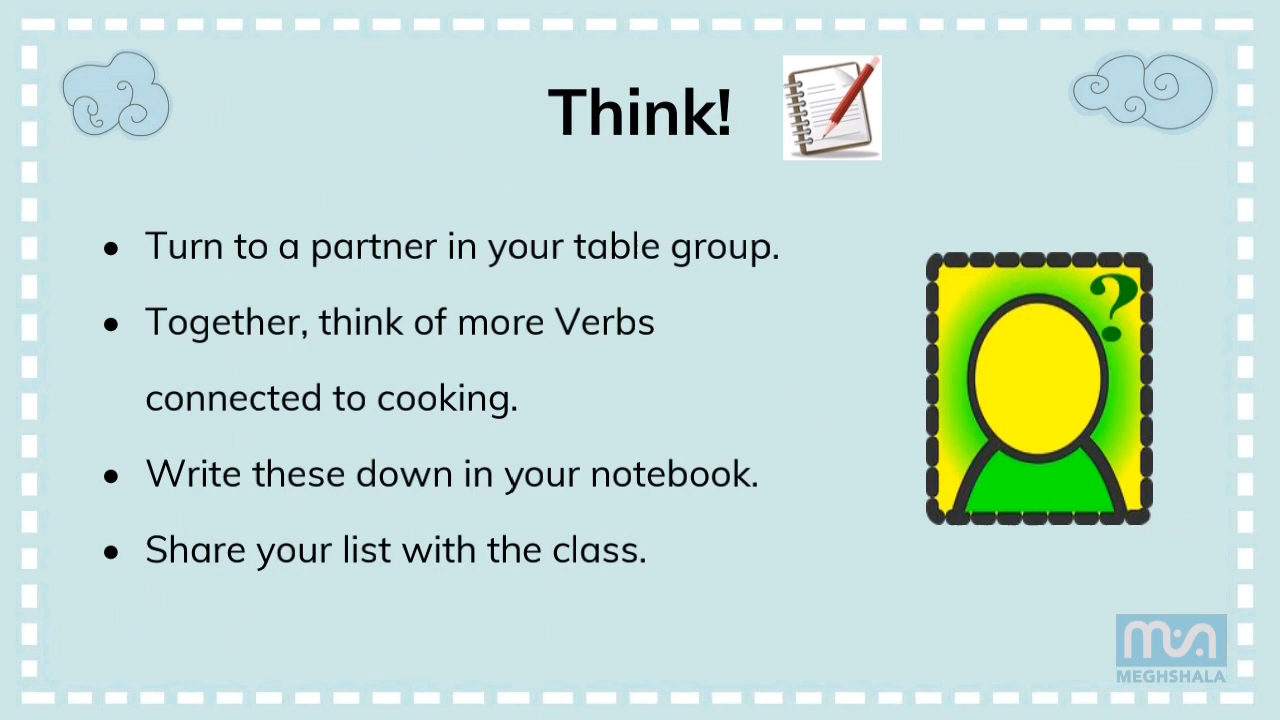 Think!
• Turn to a partner in your table group.
• Together, think of more Verbs
connected to cooking.
• Write these down in your notebook.
• Share your list with the class.
?
MEGHSHALA